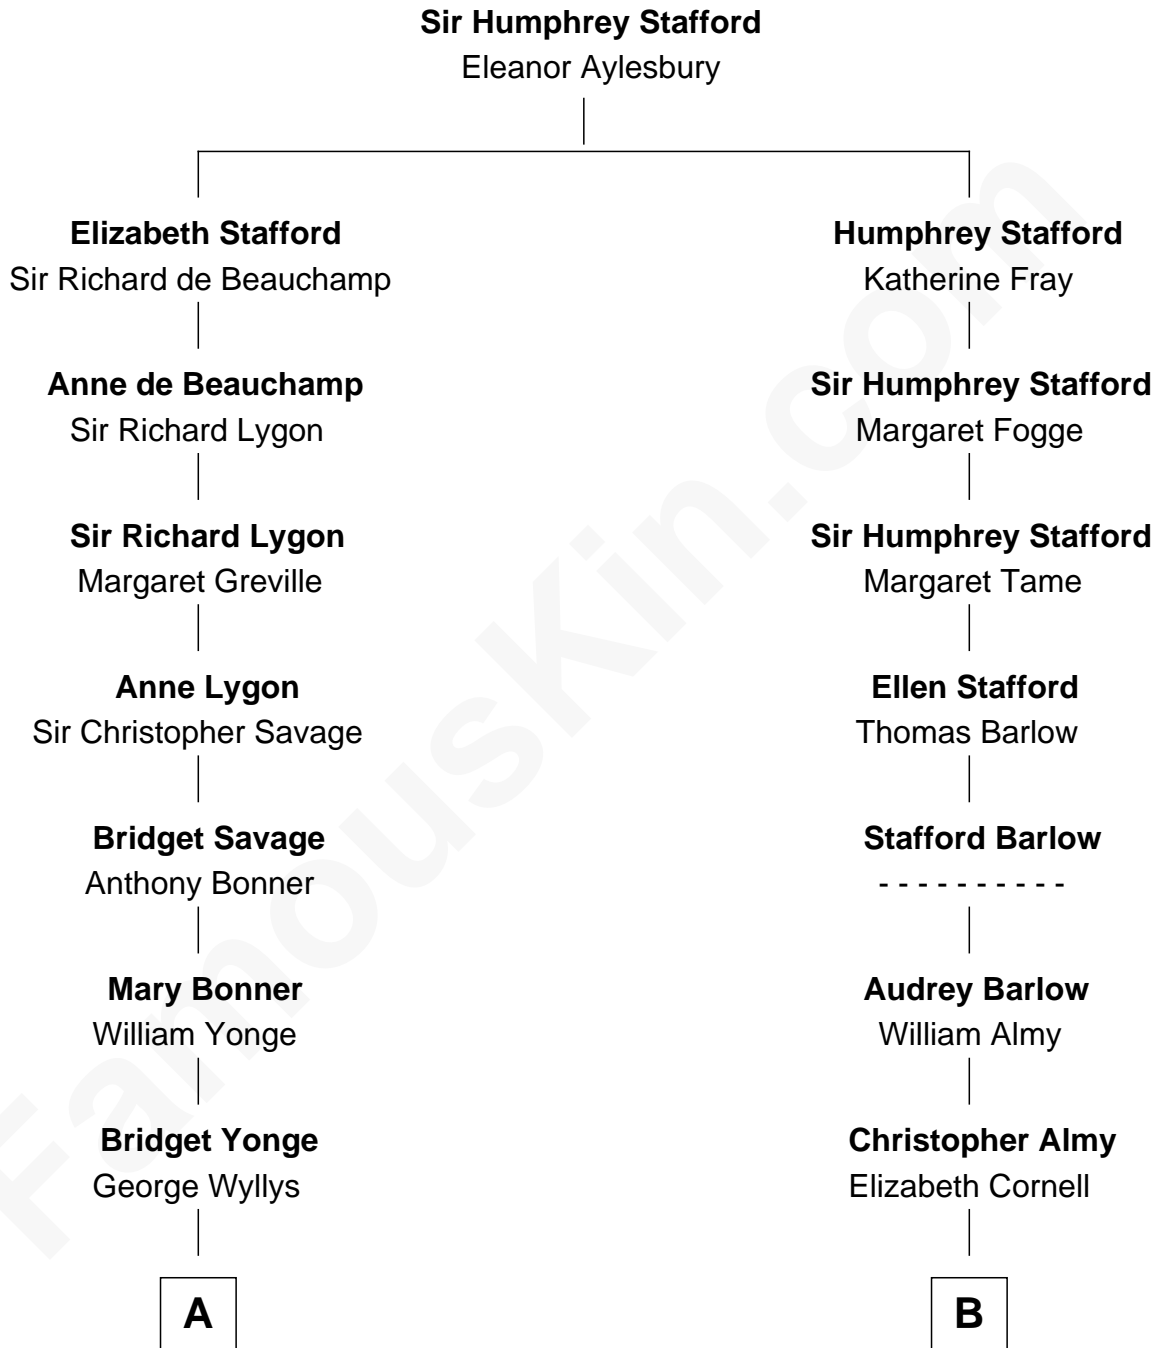 Sir Humphrey Stafford
Eleanor Aylesbury
Elizabeth Stafford
Sir Richard de Beauchamp
Humphrey Stafford
Katherine Fray
Anne de Beauchamp
Sir Richard Lygon
Sir Humphrey Stafford
Margaret Fogge
Sir Richard Lygon
Margaret Greville
Sir Humphrey Stafford
Margaret Tame
Anne Lygon
Sir Christopher Savage
Ellen Stafford
Thomas Barlow
Bridget Savage
Anthony Bonner
Stafford Barlow
- - - - - - - - - -
Mary Bonner
William Yonge
Audrey Barlow
William Almy
Bridget Yonge
George Wyllys
Christopher Almy
Elizabeth Cornell
A
B
FamousKin.com